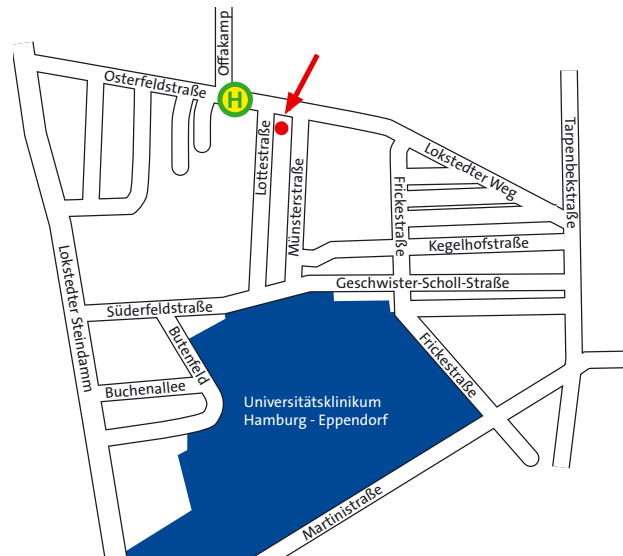 Offakamp
Osterfeldstraße
H
Lottestraße
Münsterstraße
Lokstedter Weg
Tarpenbekstraße
Frickestraße
Kegelhofstraße
Geschwister-Scholl-Straße
Lokstedter Steindamm
Süderfeldstraße
Butenfeld
Buchenallee
Frickestraße
Universitätsklinikum
Hamburg - Eppendorf
Martinistraße